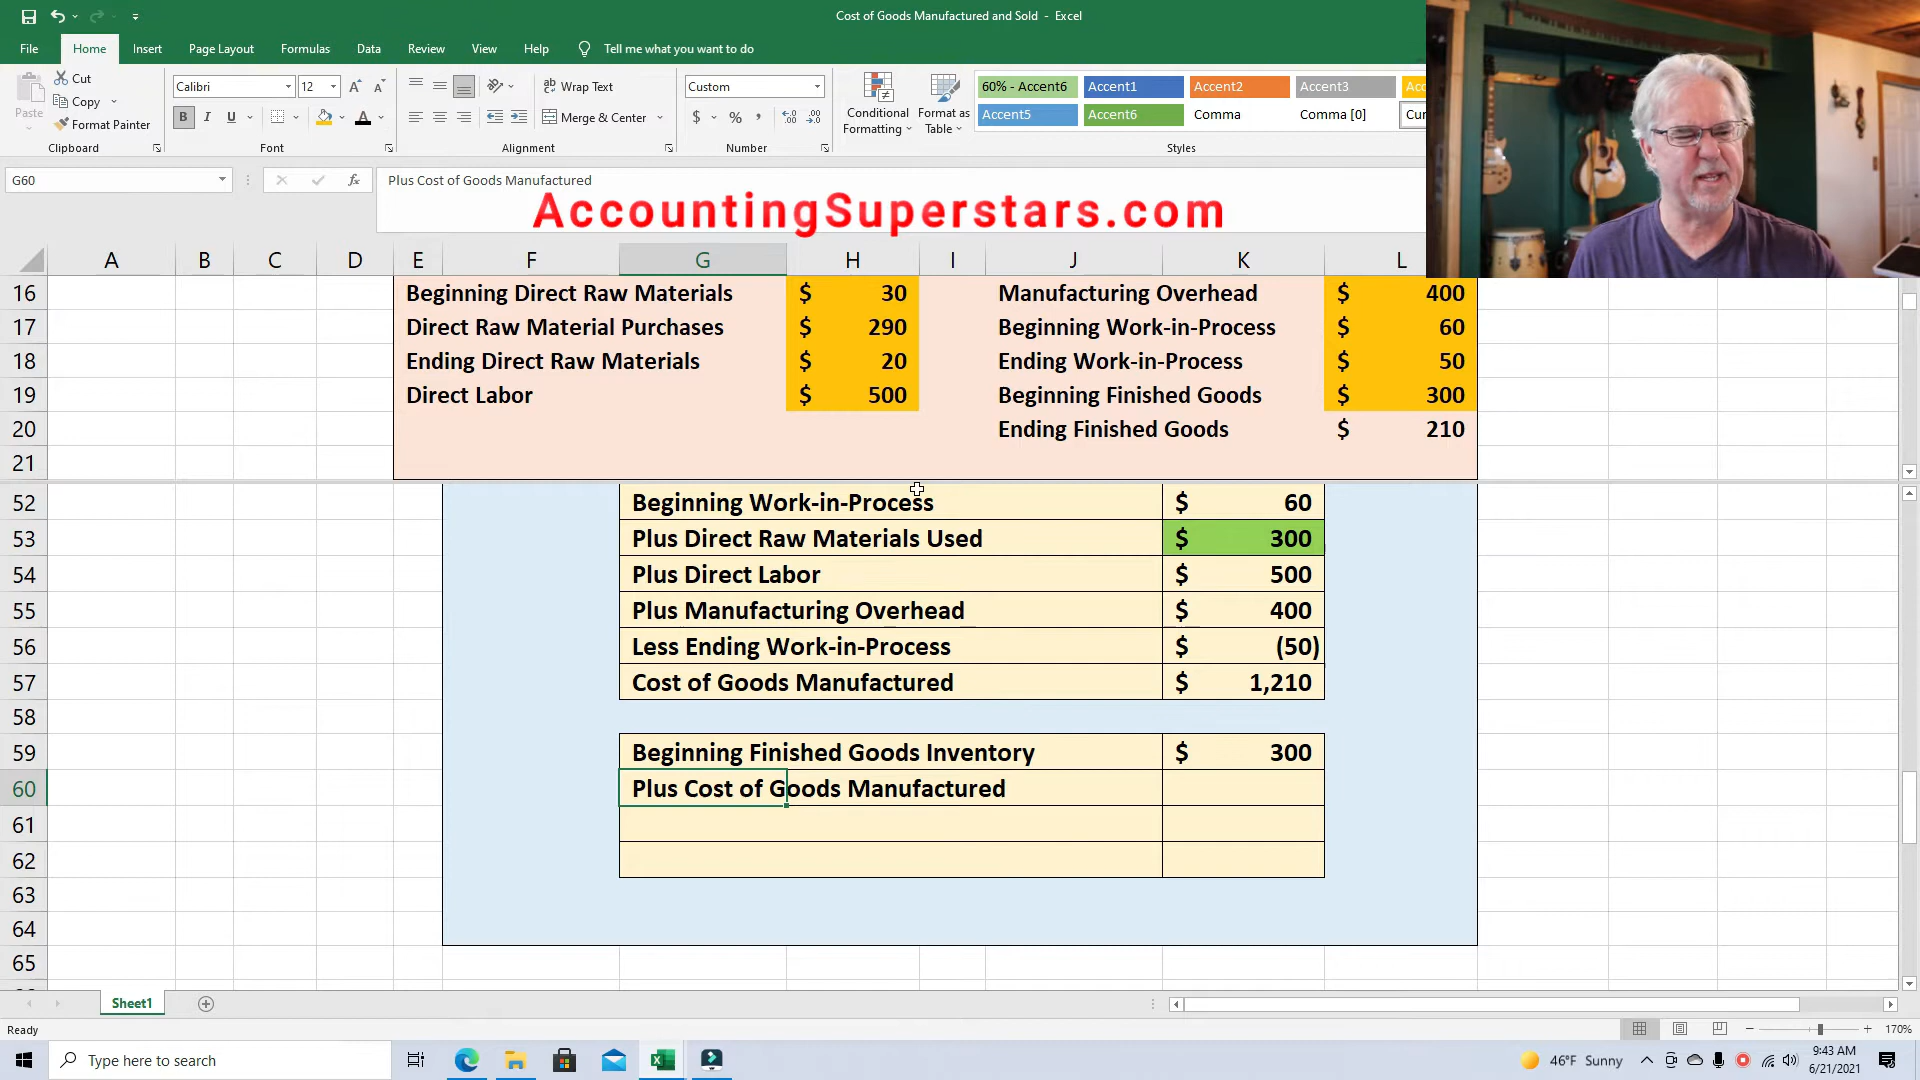 Cost of Goods Manufactured and Sold - Excel
File Home Insert Page Layout Formulas Data Review View Help Tell me what you want to do
Paste
Cut
Copy
Format Painter
Clipboard
Calibri 12 A A
B I U A
Font
Wrap Text
Merge & Center
Alignment
Custom
$ % ,
Number
Conditional Formatting
Format as Table
60% - Accent6 Accent1 Accent2 Accent3
Accent5 Accent6 Comma Comma [0]
Styles
G60 fx Plus Cost of Goods Manufactured
AccountingSuperstars.com
A B C D E F G H I J K L
16 Beginning Direct Raw Materials $ 30 Manufacturing Overhead $ 400
17 Direct Raw Material Purchases $ 290 Beginning Work-in-Process $ 60
18 Ending Direct Raw Materials $ 20 Ending Work-in-Process $ 50
19 Direct Labor $ 500 Beginning Finished Goods $ 300
20 Ending Finished Goods $ 210
21
52 Beginning Work-in-Process $ 60
53 Plus Direct Raw Materials Used $ 300
54 Plus Direct Labor $ 500
55 Plus Manufacturing Overhead $ 400
56 Less Ending Work-in-Process $ (50)
57 Cost of Goods Manufactured $ 1,210
58
59 Beginning Finished Goods Inventory $ 300
60 Plus Cost of Goods Manufactured
61
62
63
64
65
Sheet1
Ready
170%
Type here to search
46°F Sunny
9:43 AM
6/21/2021